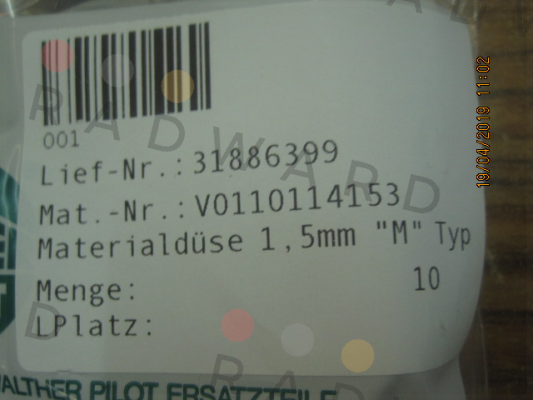 001
Lief-Nr.: 31886399
Mat.-Nr.: V0110114153
Materialdüse 1,5mm "M" Typ
Menge: 10
LPlatz:
WALTHER PILOT ERSATZTEILE
19/04/2019 11:02
RADWARD